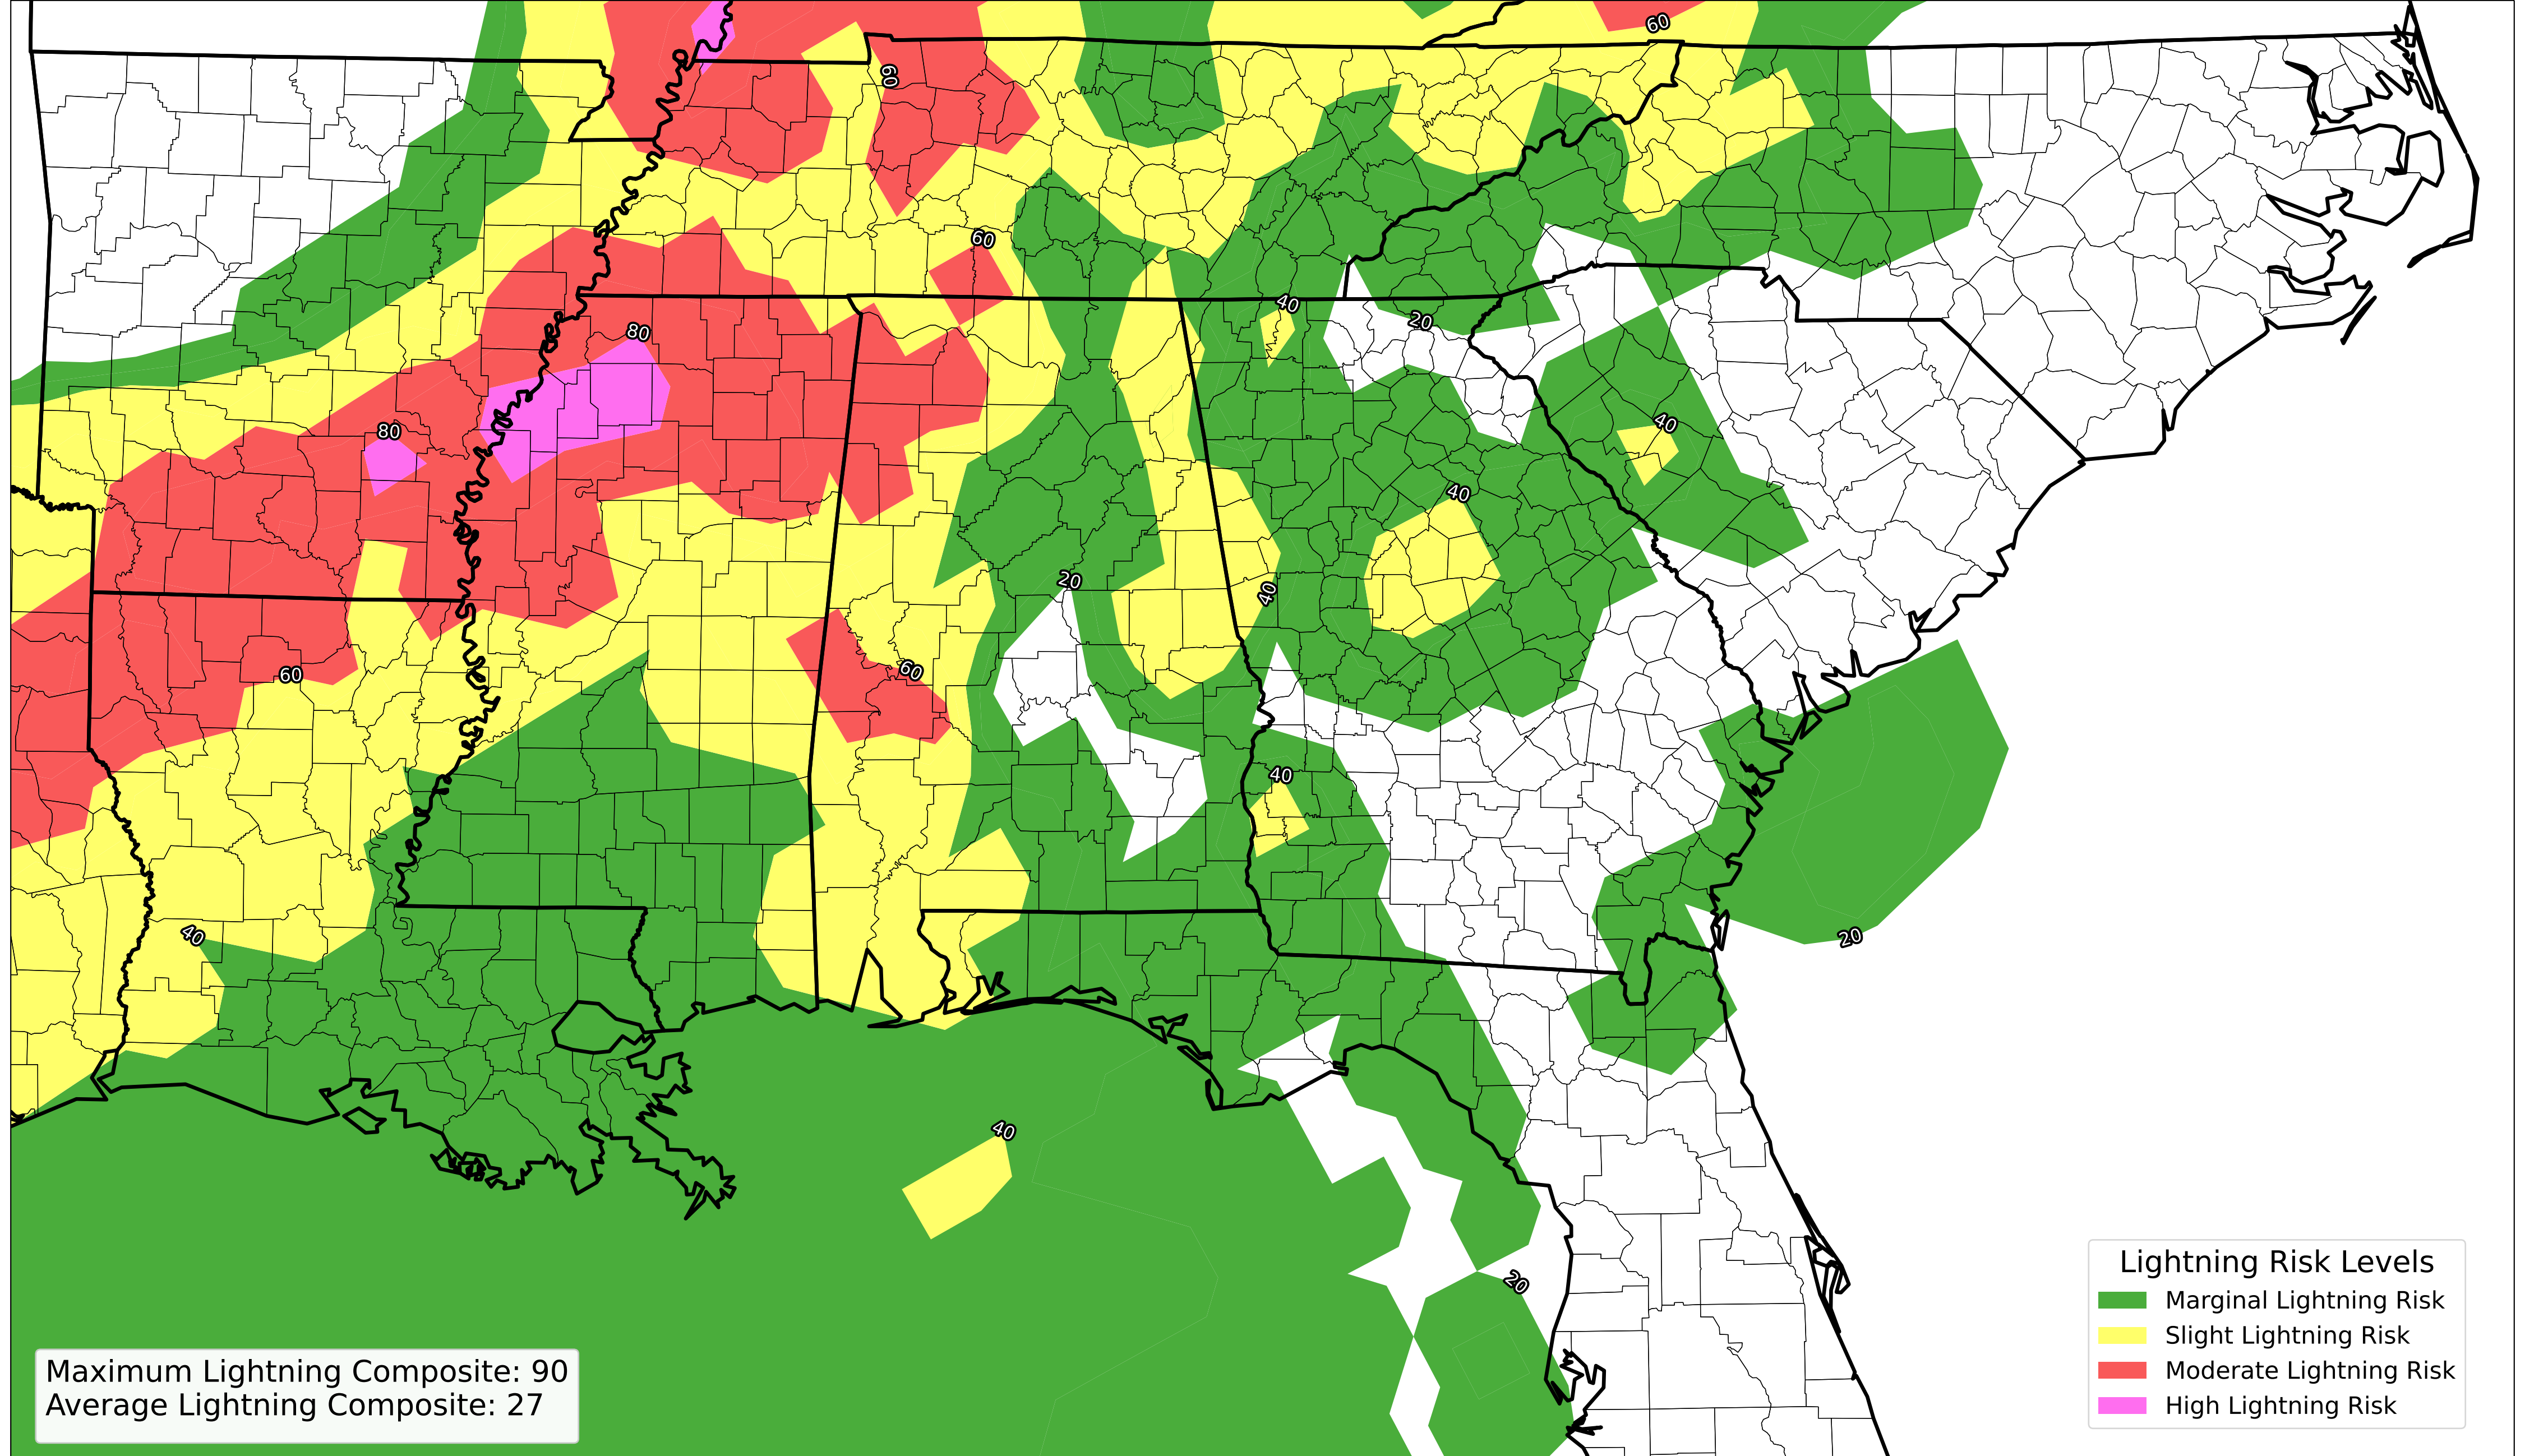 60
60
60
40
80
20
40
80
40
20
40
60
60
40
40
20
40
20
Lightning Risk Levels
Marginal Lightning Risk
Slight Lightning Risk
Moderate Lightning Risk
High Lightning Risk
Maximum Lightning Composite: 90
Average Lightning Composite: 27